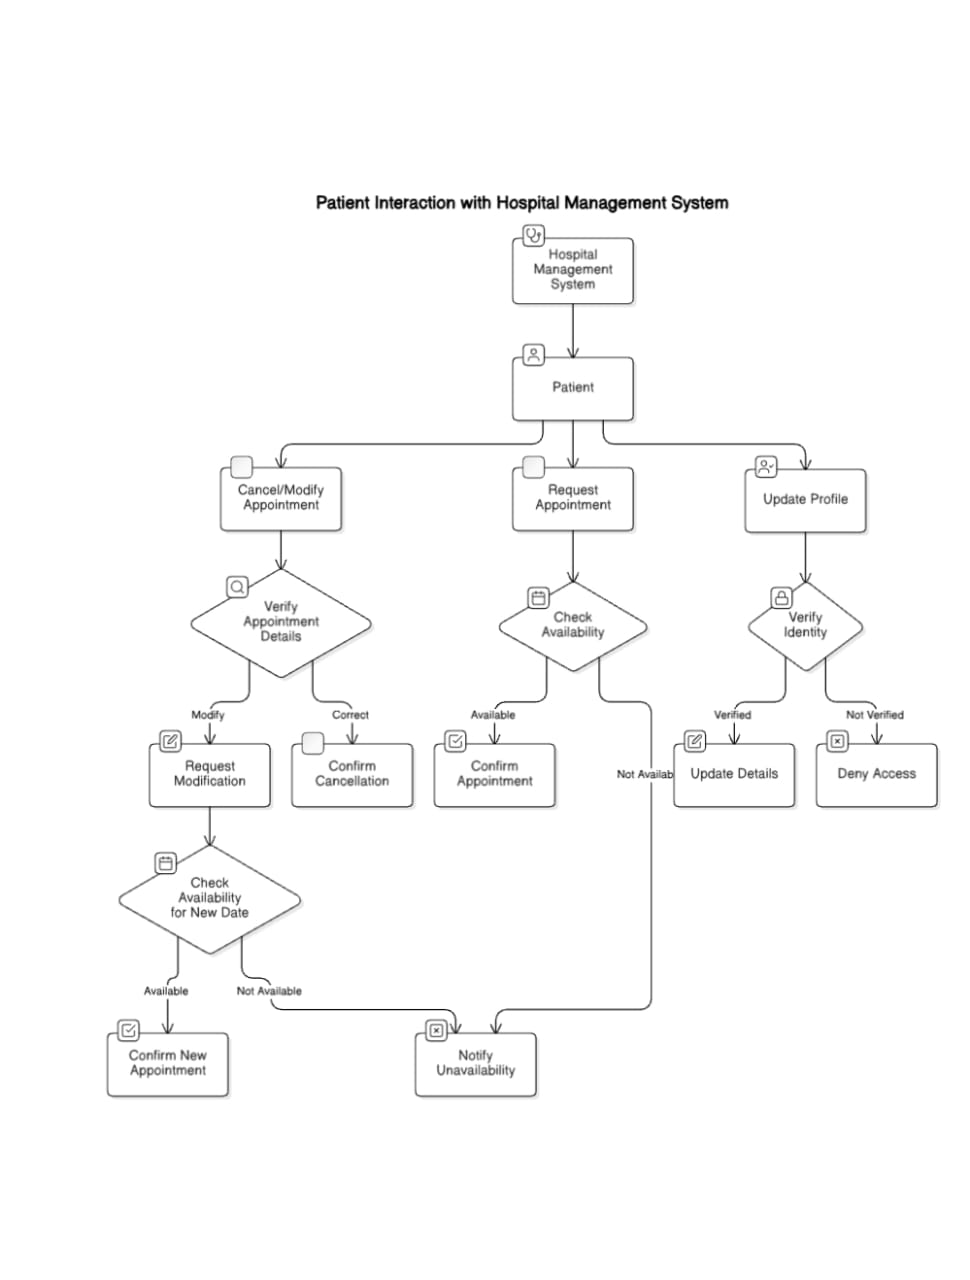 Patient Interaction with Hospital Management System
Hospital
Management
System
Patient
Cancel/Modify
Appointment
Request
Appointment
Update Profile
Verify
Appointment
Details
Check
Availability
Verify
Identity
Modify
Correct
Available
Verified
Not Verified
Request
Modification
Confirm
Cancellation
Confirm
Appointment
Not Availab
Update Details
Deny Access
Check
Availability
for New Date
Available
Not Available
Confirm New
Appointment
Notify
Unavailability